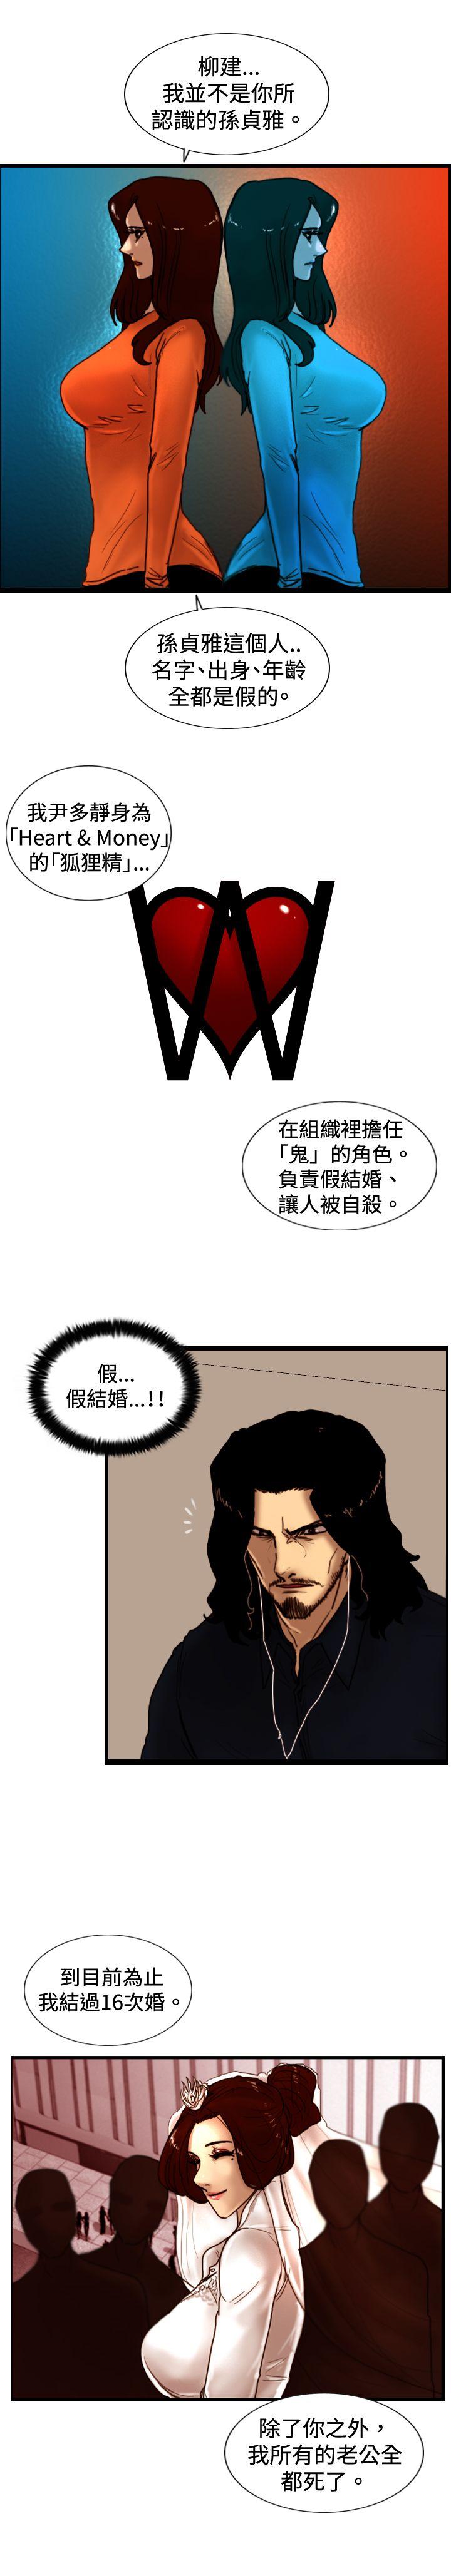 柳建...
我並不是你所
認識的孫貞雅。
孫貞雅這個人..
名字、出身、年齡
全都是假的。
我尹多靜身為
「Heart & Money」
的「狐狸精」...
在組織裡擔任
「鬼」的角色。
負責假結婚、
讓人被自殺。
假...
假結婚...!!
到目前為止
我結過16次婚。
除了你之外，
我所有的老公全
都死了。